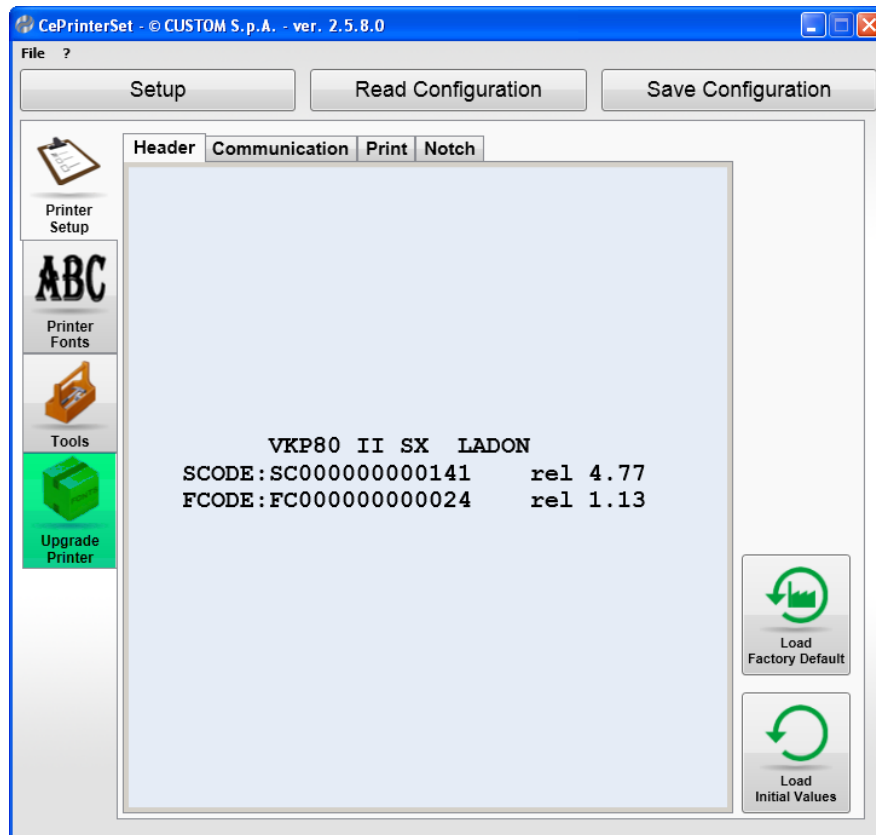 CePrinterSet - © CUSTOM S.p.A. - ver. 2.5.8.0
File ?
Setup
Read Configuration
Save Configuration
Header
Communication
Print
Notch
Printer
Setup
ABC
Printer
Fonts
Tools
FONTS
Upgrade
Printer
VKP80 II SX LADON
SCODE:SC000000000141 rel 4.77
FCODE:FC000000000024 rel 1.13
Load
Factory Default
Load
Initial Values